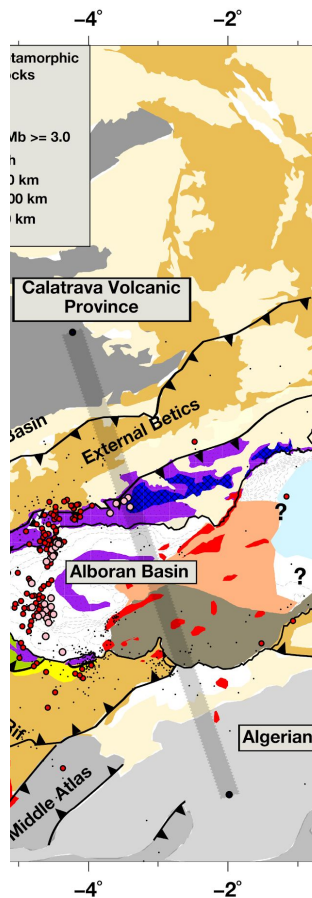 −4° −2°
tamorphic
ocks
Mb >= 3.0
h
0 km
00 km
km
Calatrava Volcanic
Province
Basin
External Betics
?
Alboran Basin
?
Rif
Algerian
Middle Atlas
−4° −2°